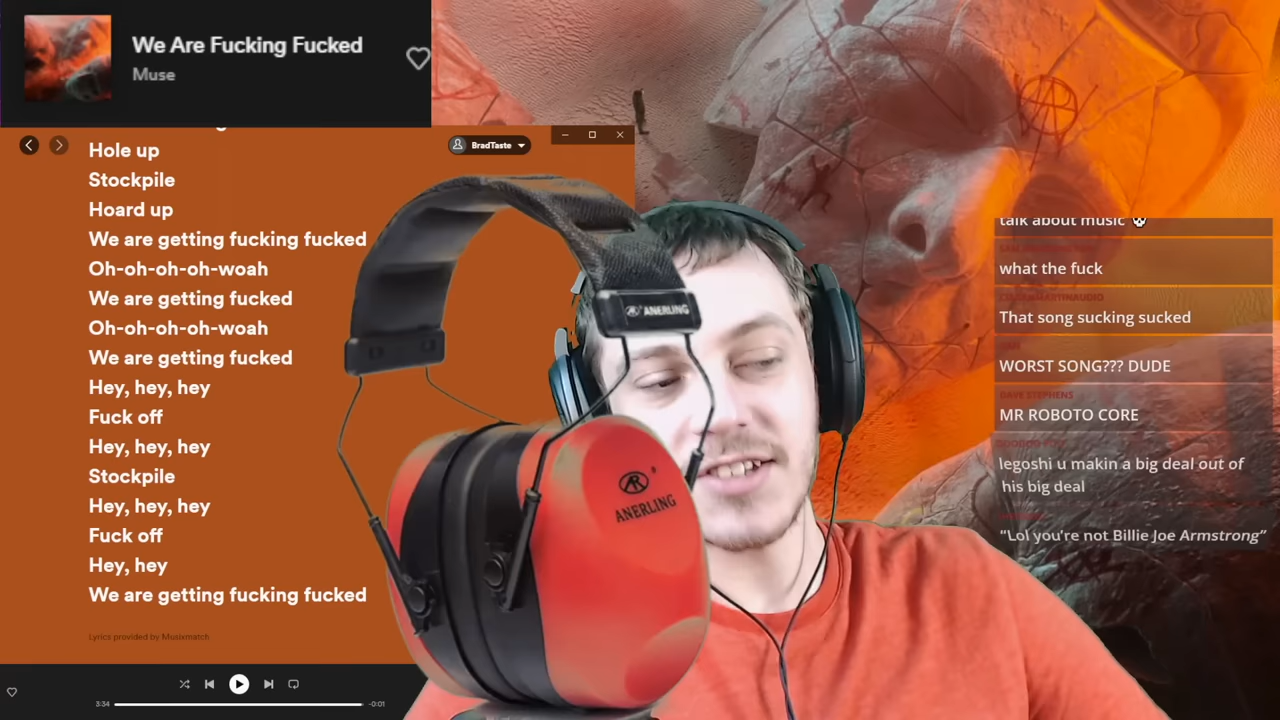 We Are Fucking Fucked
Muse
BradTaste
Hole up
Stockpile
Hoard up
We are getting fucking fucked
Oh-oh-oh-oh-woah
We are getting fucked
Oh-oh-oh-oh-woah
We are getting fucked
Hey, hey, hey
Fuck off
Hey, hey, hey
Stockpile
Hey, hey, hey
Fuck off
Hey, hey
We are getting fucking fucked
Lyrics provided by Musixmatch
3:34
-0:01
ANERLING
ANERLING
talk about music 💀
what the fuck
That song sucking sucked
WORST SONG??? DUDE
DAVE STEPHENS
MR ROBOTO CORE
legoshi u makin a big deal out of
his big deal
“Lol you're not Billie Joe Armstrong”